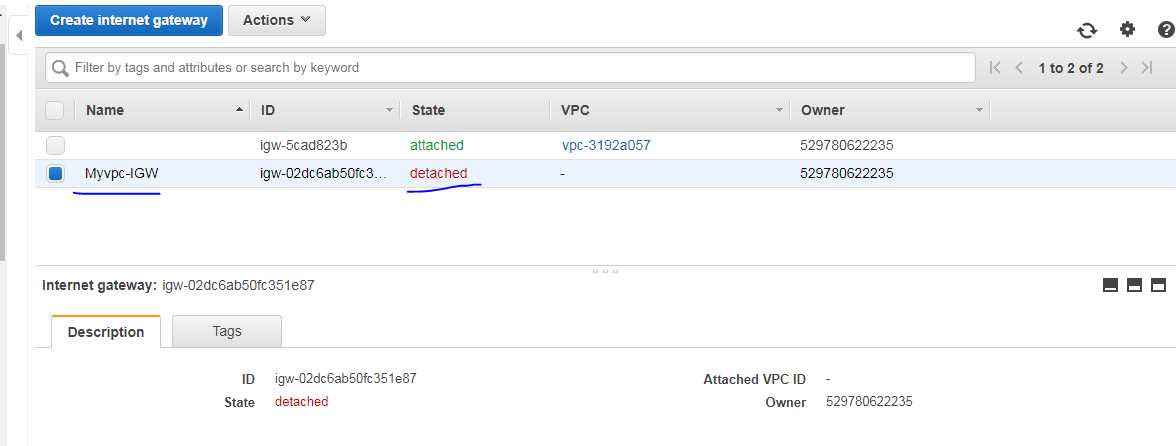 Create internet gateway Actions
Filter by tags and attributes or search by keyword 1 to 2 of 2
Name ID State VPC Owner
igw-5cad823b attached vpc-3192a057 529780622235
Myvpc-IGW igw-02dc6ab50fc3... detached - 529780622235
Internet gateway: igw-02dc6ab50fc351e87
Description Tags
ID igw-02dc6ab50fc351e87 Attached VPC ID -
State detached Owner 529780622235